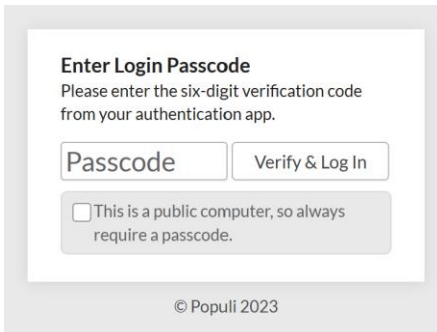 Enter Login Passcode
Please enter the six-digit verification code
from your authentication app.
Passcode
Verify & Log In
This is a public computer, so always
require a passcode.
© Populi 2023